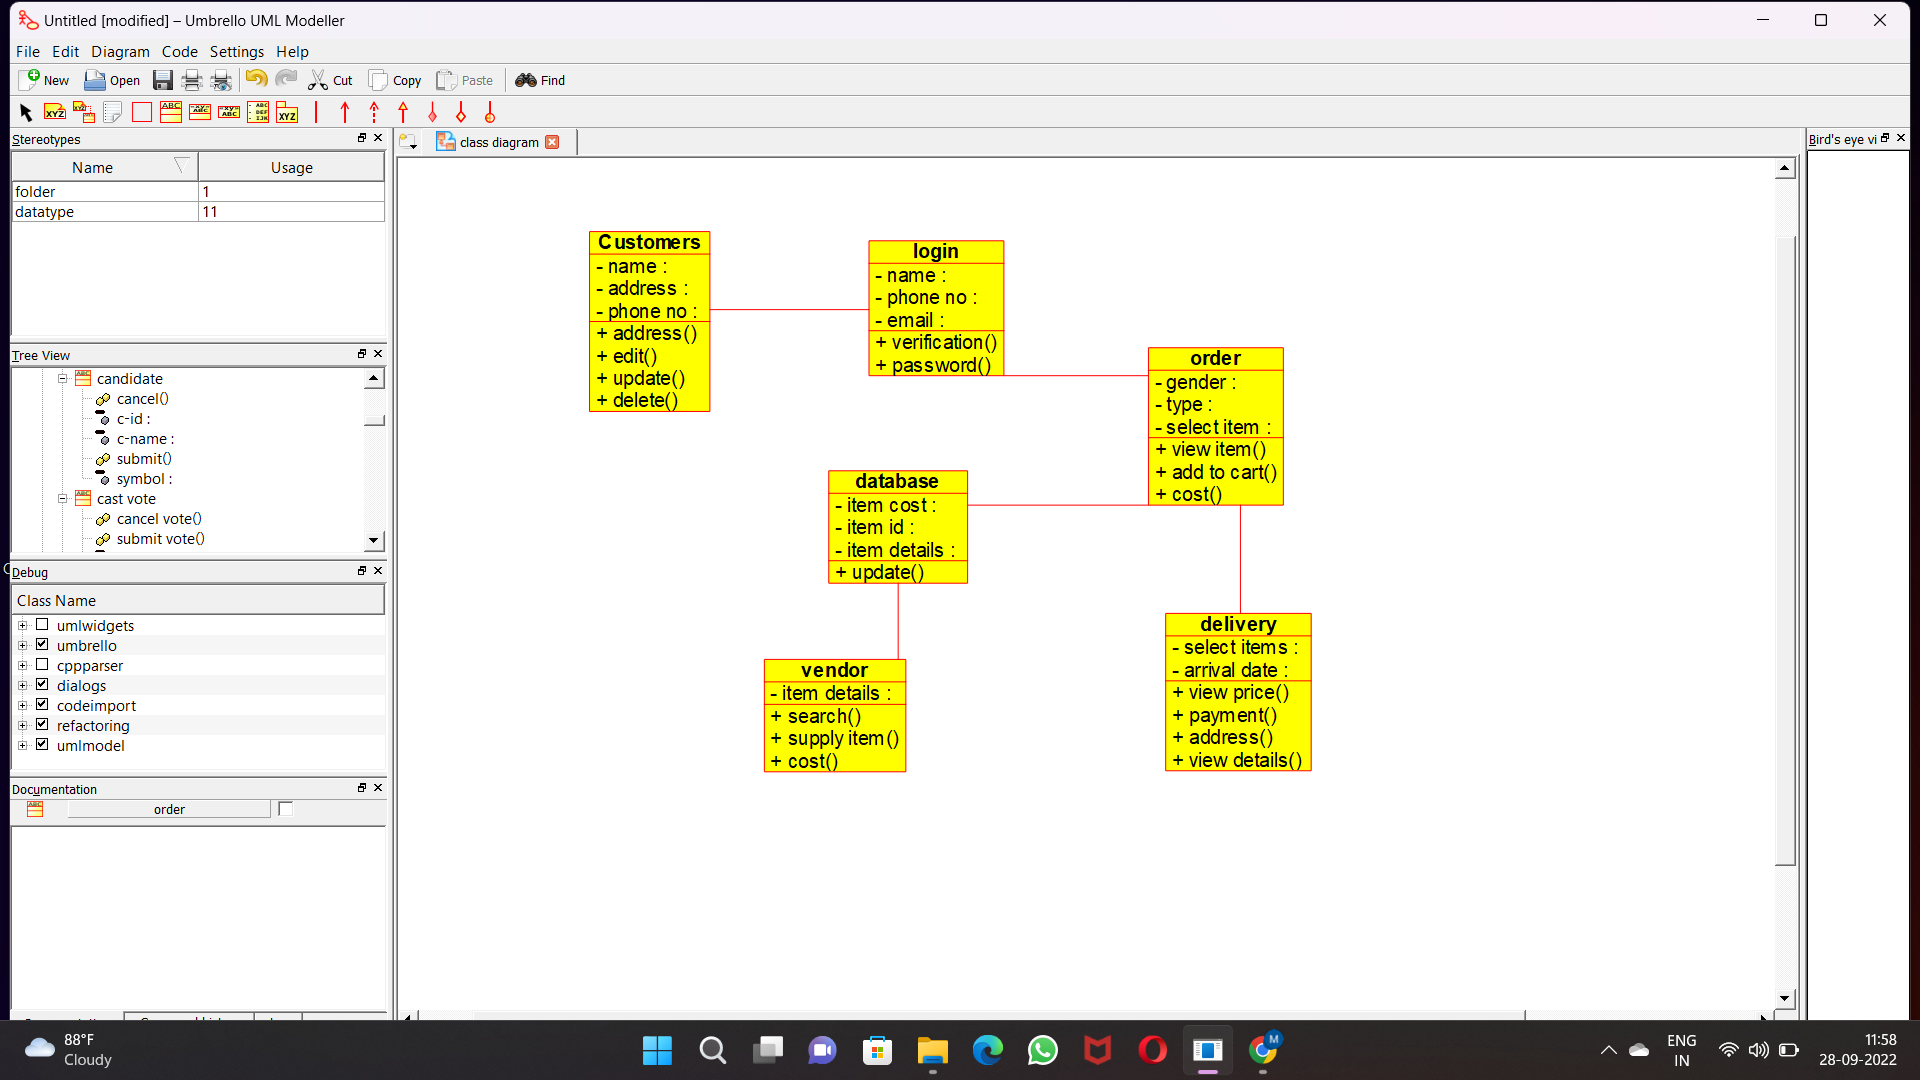 Untitled [modified] – Umbrello UML Modeller
File Edit Diagram Code Settings Help
New Open Cut Copy Paste Find
Stereotypes
Name Usage
folder 1
datatype 11
Tree View
candidate
cancel()
c-id :
c-name :
submit()
symbol :
cast vote
cancel vote()
submit vote()
Debug
Class Name
umlwidgets
umbrello
cppparser
dialogs
codeimport
refactoring
umlmodel
Documentation
order
class diagram
Customers
- name :
- address :
- phone no :
+ address()
+ edit()
+ update()
+ delete()
login
- name :
- phone no :
- email :
+ verification()
+ password()
order
- gender :
- type :
- select item :
+ view item()
+ add to cart()
+ cost()
database
- item cost :
- item id :
- item details :
+ update()
vendor
- item details :
+ search()
+ supply item()
+ cost()
delivery
- select items :
- arrival date :
+ view price()
+ payment()
+ address()
+ view details()
Bird's eye vi
88°F
Cloudy
ENG
IN
11:58
28-09-2022